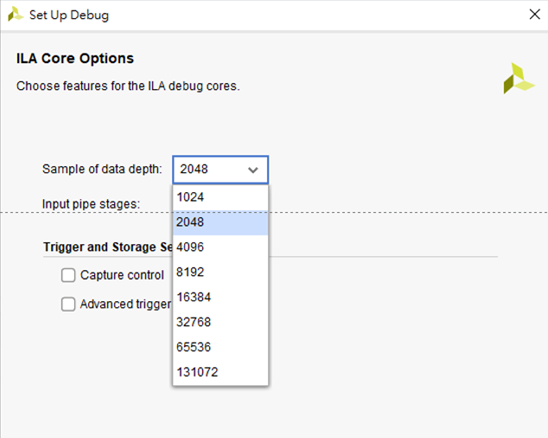 Set Up Debug
ILA Core Options
Choose features for the ILA debug cores.
Sample of data depth: 2048
1024
Input pipe stages:
2048
Trigger and Storage Se
4096
Capture control
8192
16384
Advanced trigger
32768
65536
131072